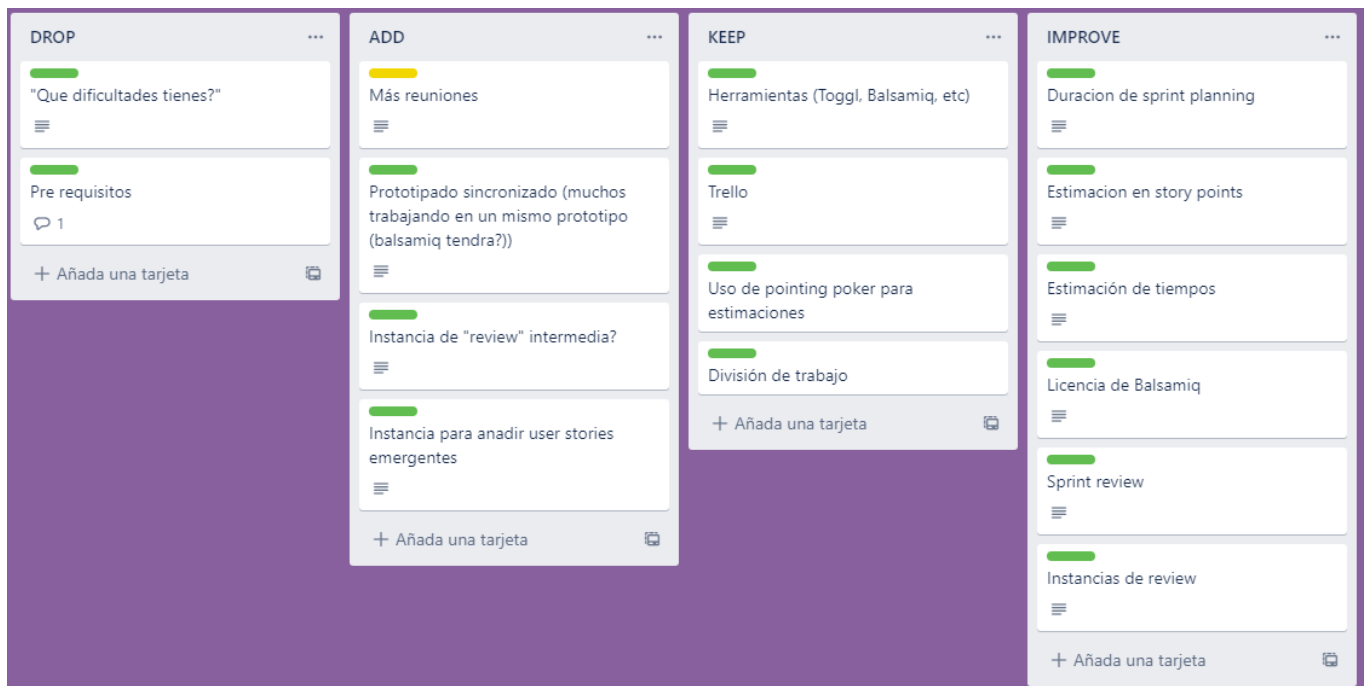 DROP
"Que dificultades tienes?"
Pre requisitos
1
+ Añada una tarjeta
ADD
Más reuniones
Prototipado sincronizado (muchos
trabajando en un mismo prototipo
(balsamiq tendra?))
Instancia de "review" intermedia?
Instancia para anadir user stories
emergentes
+ Añada una tarjeta
KEEP
Herramientas (Toggl, Balsamiq, etc)
Trello
Uso de pointing poker para
estimaciones
División de trabajo
+ Añada una tarjeta
IMPROVE
Duracion de sprint planning
Estimacion en story points
Estimación de tiempos
Licencia de Balsamiq
Sprint review
Instancias de review
+ Añada una tarjeta